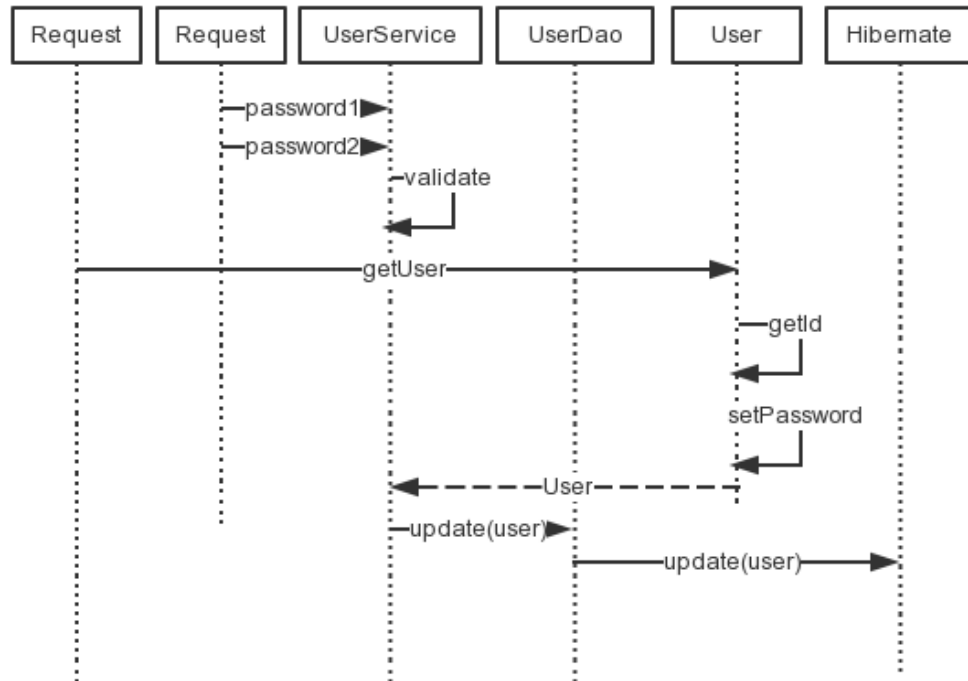 Request
Request
UserService
UserDao
User
Hibernate
password1
password2
validate
getUser
getId
setPassword
User
update(user)
update(user)